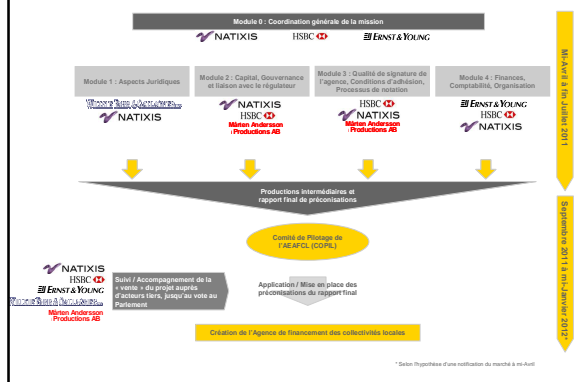 Module 0 : Coordination générale de la mission
NATIXIS HSBC ERNST & YOUNG
Module 1 : Aspects Juridiques
NATIXIS
Module 2 : Capital, Gouvernance
et liaison avec le régulateur
NATIXIS
HSBC
Mårten Andersson
Productions AB
Module 3 : Qualité de signature de
l'agence, Conditions d'adhésion,
Processus de notation
HSBC
NATIXIS
Mårten Andersson
Productions AB
Module 4 : Finances,
Comptabilité, Organisation
ERNST & YOUNG
HSBC
NATIXIS
Mi-Avril à fin Juillet 2011
Productions intermédiaires et
rapport final de préconisations
Comité de Pilotage de
l'AEAFCL (COPIL)
NATIXIS
HSBC
ERNST & YOUNG
Mårten Andersson
Productions AB
Suivi / Accompagnement de la
« vente » du projet auprès
d'acteurs tiers, jusqu'au vote au
Parlement
Application / Mise en place des
préconisations du rapport final
Création de l'Agence de financement des collectivités locales
Septembre 2011 à mi-Janvier 2012*
* Selon l'hypothèse d'une notification du marché à mi-Avril